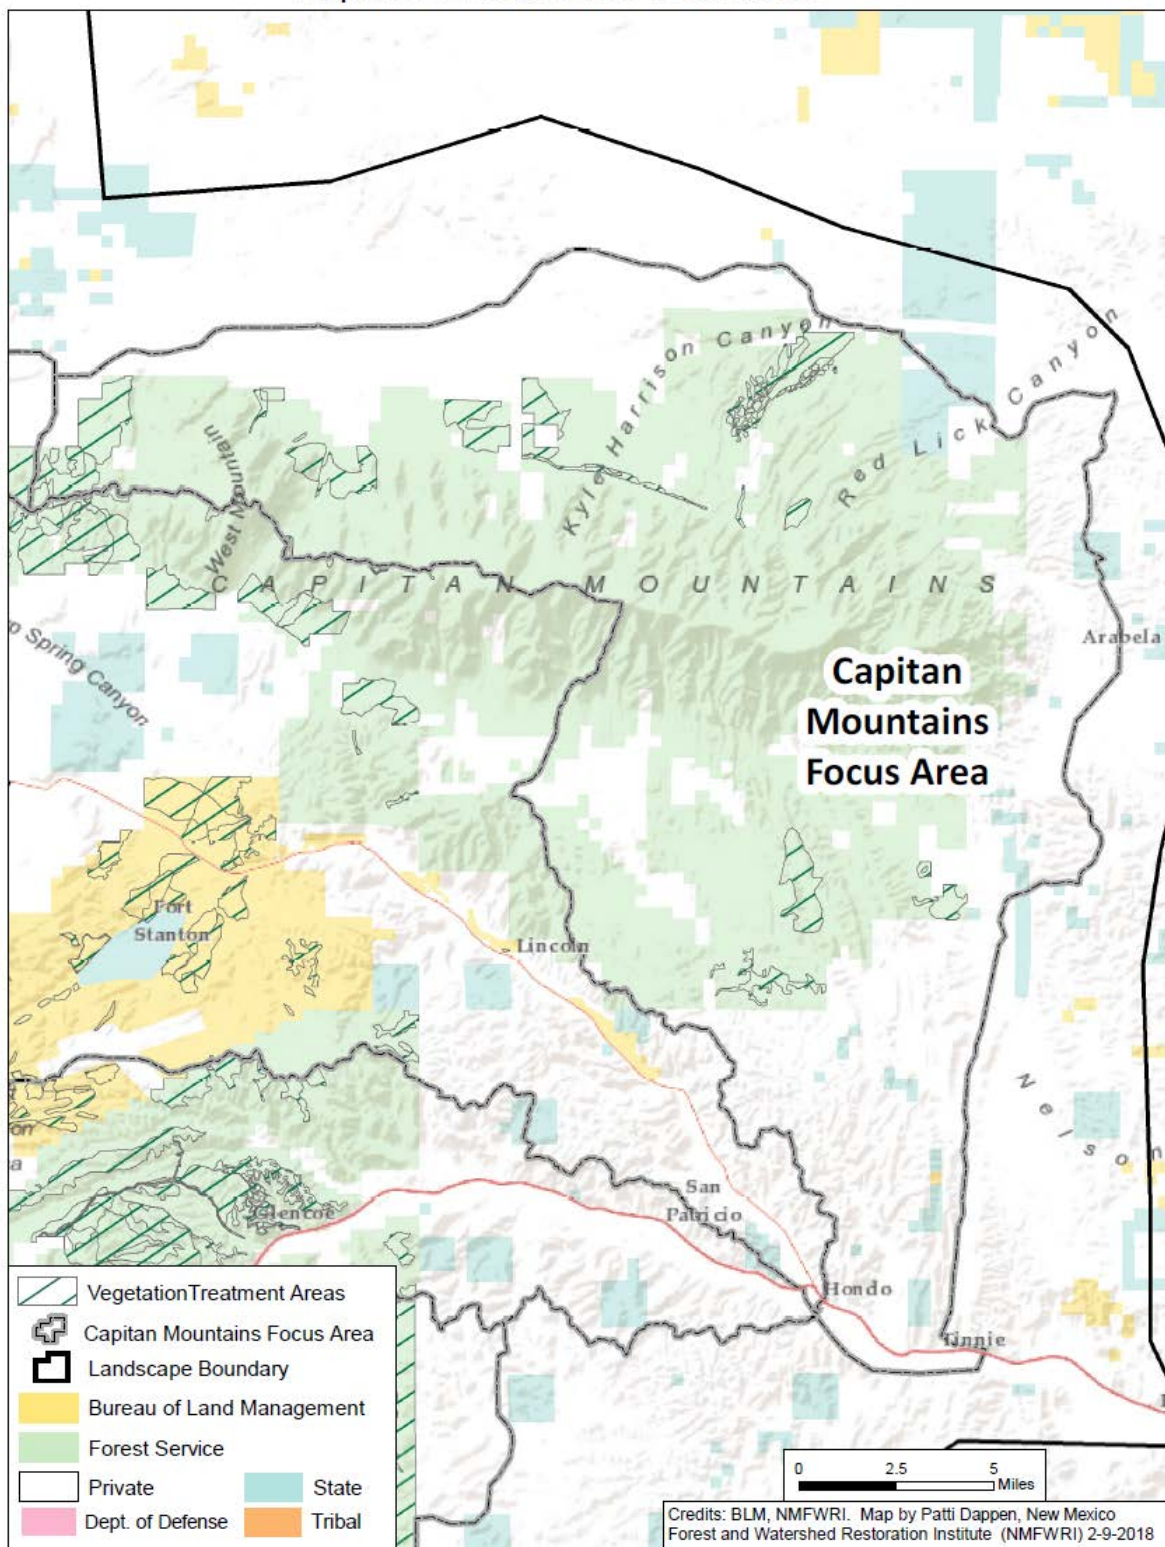 Kyle Harrison Canyon
Red Lick Canyon
West Mountain
CAPITAN MOUNTAINS
Spring Canyon
Arabela
Capitan
Mountains
Focus Area
Fort
Stanton
Lincoln
Nelson
San
Patricio
Glencoe
Hondo
Tinnie
VegetationTreatment Areas
Capitan Mountains Focus Area
Landscape Boundary
Bureau of Land Management
Forest Service
Private
State
Dept. of Defense
Tribal
0 2.5 5
Miles
Credits: BLM, NMFWRI. Map by Patti Dappen, New Mexico
Forest and Watershed Restoration Institute (NMFWRI) 2-9-2018